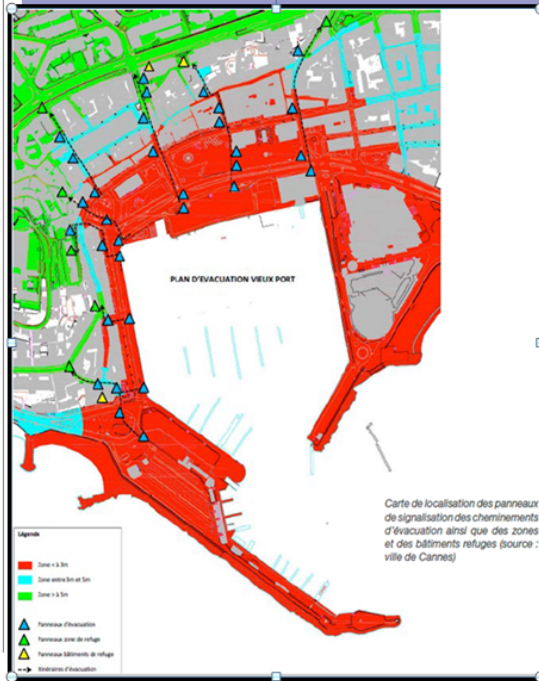 PLAN D'EVACUATION VIEUX PORT
Carte de localisation des panneaux
de signalisation des cheminements
d'évacuation ainsi que des zones
et des bâtiments refuges (source :
ville de Cannes)
Légende
Zone < à 3m
Zone entre 3m et 5m
Zone > à 5m
Panneaux d'évacuation
Panneaux zone de refuge
Panneaux bâtiments de refuge
Itinéraires d'évacuation